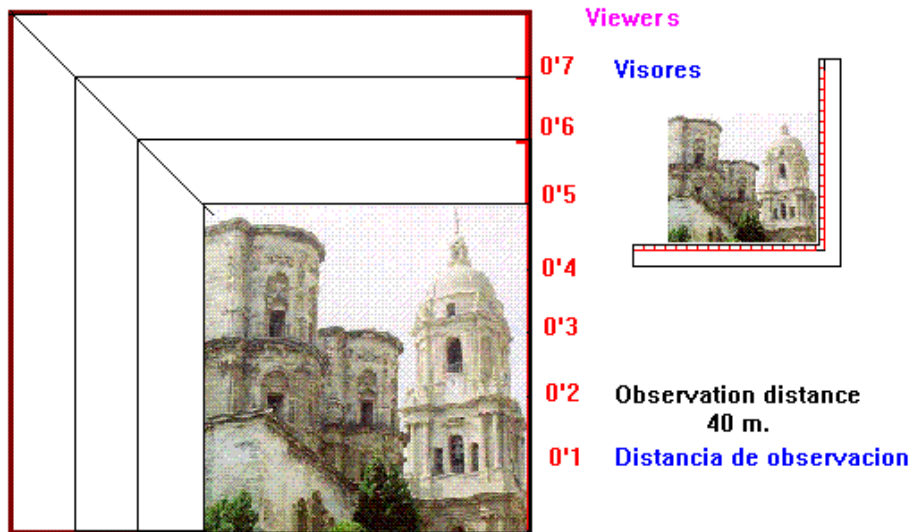 Viewers
0'7
Visores
0'6
0'5
0'4
0'3
0'2
Observation distance
40 m.
0'1
Distancia de observacion